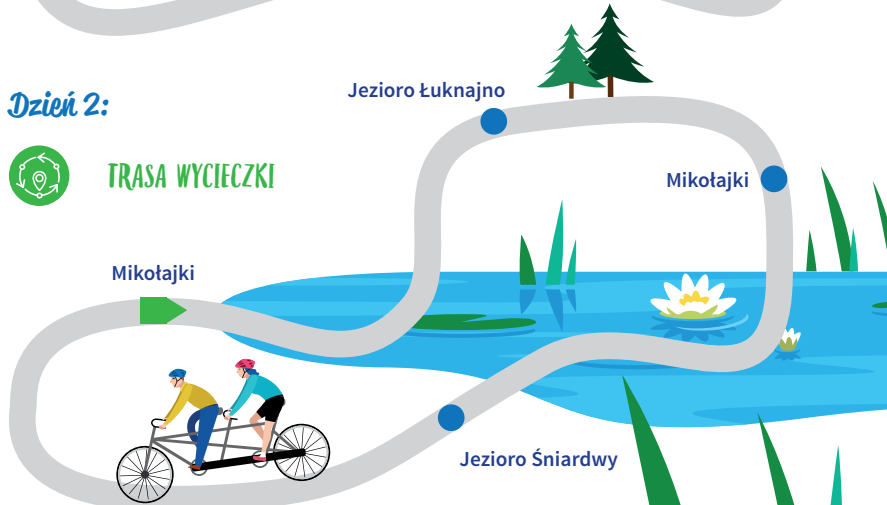 Dzień 2:
TRASA WYCIECZKI
Jezioro Łuknajno
Mikołajki
Mikołajki
Jezioro Śniardwy